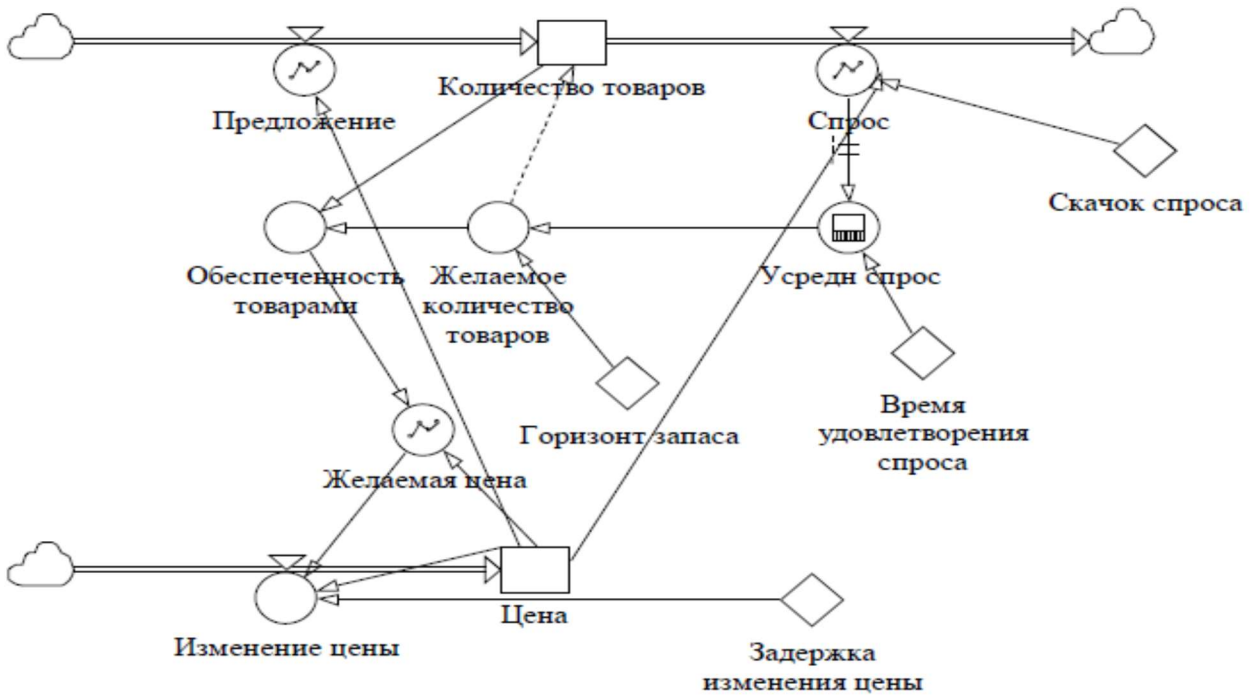 Количество товаров
Предложение
Спрос
Скачок спроса
Обеспеченность
товарами
Желаемое
количество
товаров
Усредн спрос
Горизонт запаса
Время
удовлетворения
спроса
Желаемая цена
Цена
Изменение цены
Задержка
изменения цены